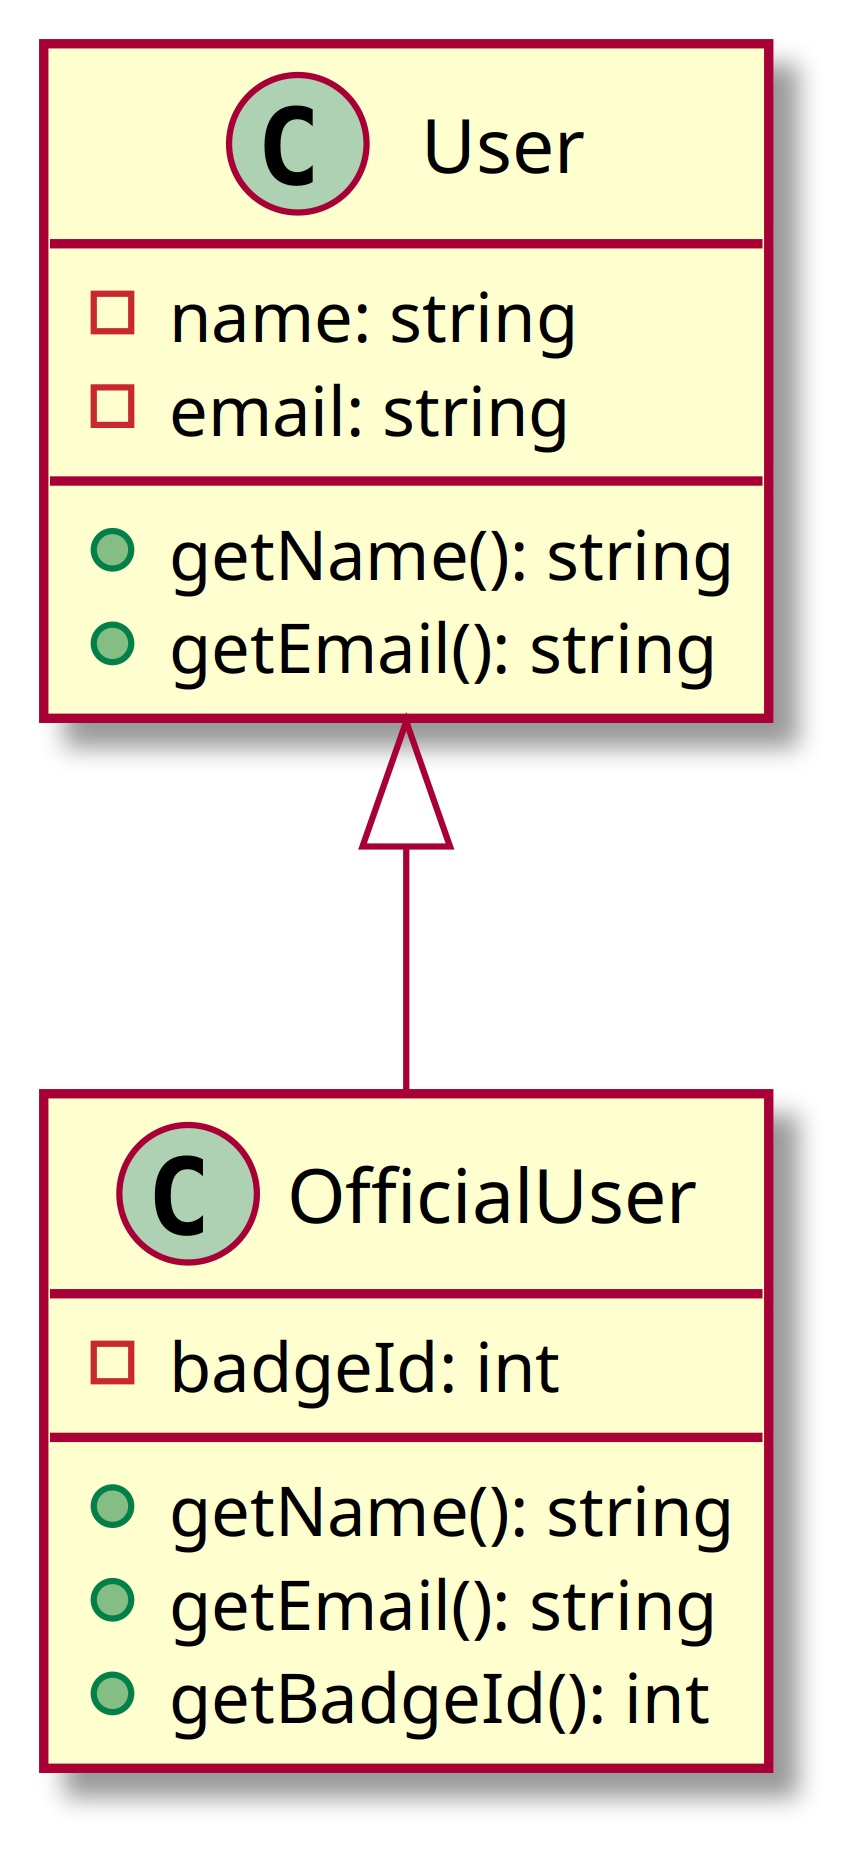 C User
name: string
email: string
getName(): string
getEmail(): string
C OfficialUser
badgeId: int
getName(): string
getEmail(): string
getBadgeId(): int